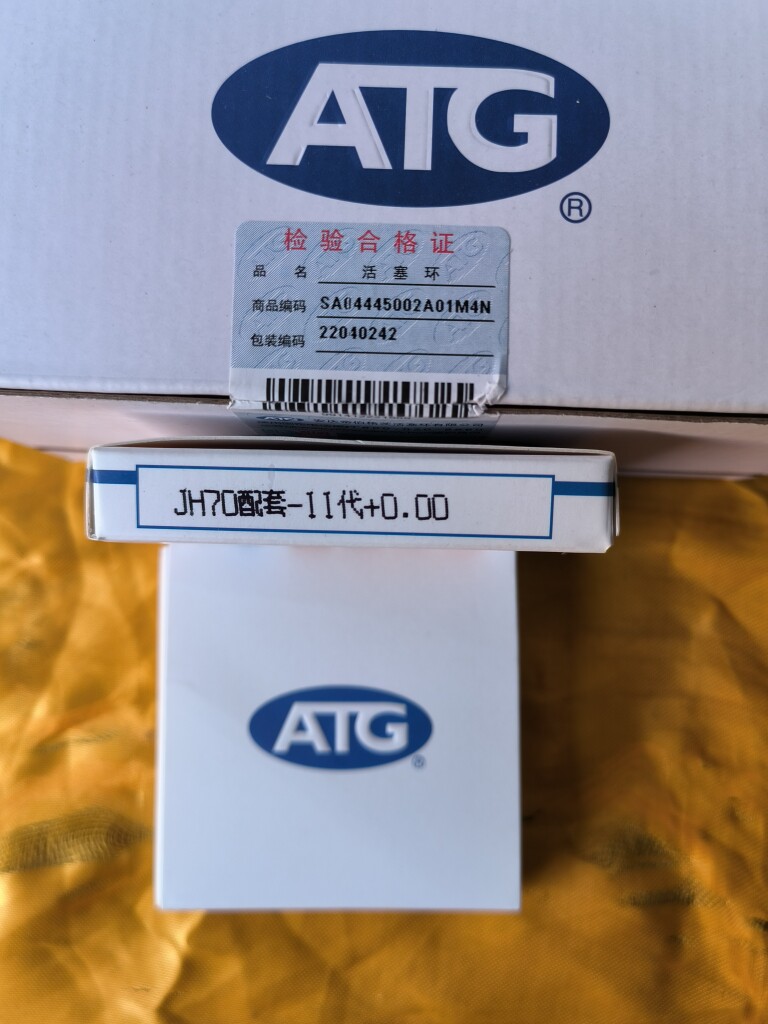 ATG
®
检验合格证
品 名 活塞环
商品编码 SA04445002A01M4N
包装编码 22040242
JH70配套-II代+0.00
ATG
®